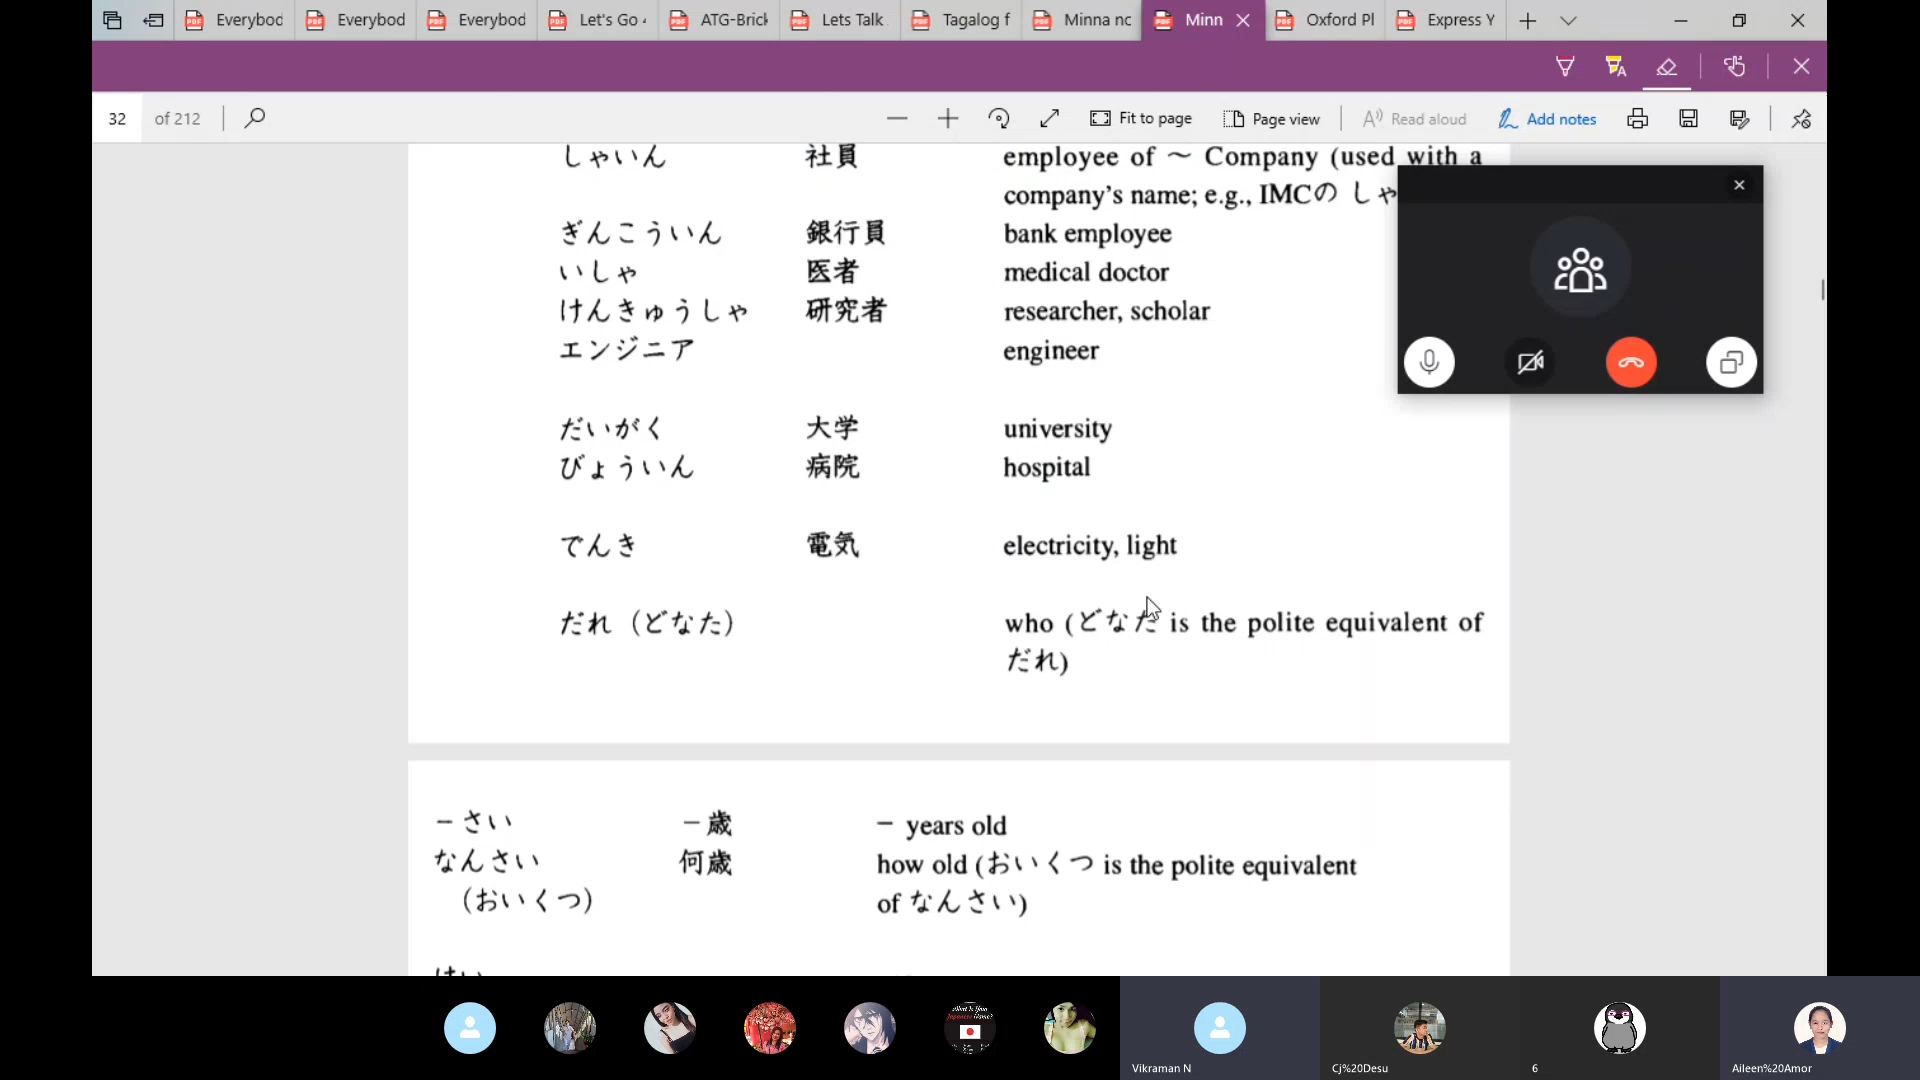 Everybod Everybod Everybod Let's Go ATG-Brick Lets Talk Tagalog f Minna no Minn Oxford Pl Express Y
32 of 212 Fit to page Page view Read aloud Add notes
しゃいん 社員 employee of ～ Company (used with a
company's name; e.g., IMCの しゃ
ぎんこういん 銀行員 bank employee
いしゃ 医者 medical doctor
けんきゅうしゃ 研究者 researcher, scholar
エンジニア engineer
だいがく 大学 university
びょういん 病院 hospital
でんき 電気 electricity, light
だれ（どなた） who (どなた is the polite equivalent of
だれ)
－さい －歳 － years old
なんさい 何歳 how old (おいくつ is the polite equivalent
（おいくつ） of なんさい)
はい
Vikraman N Cj%20Desu 6 Aileen%20Amor